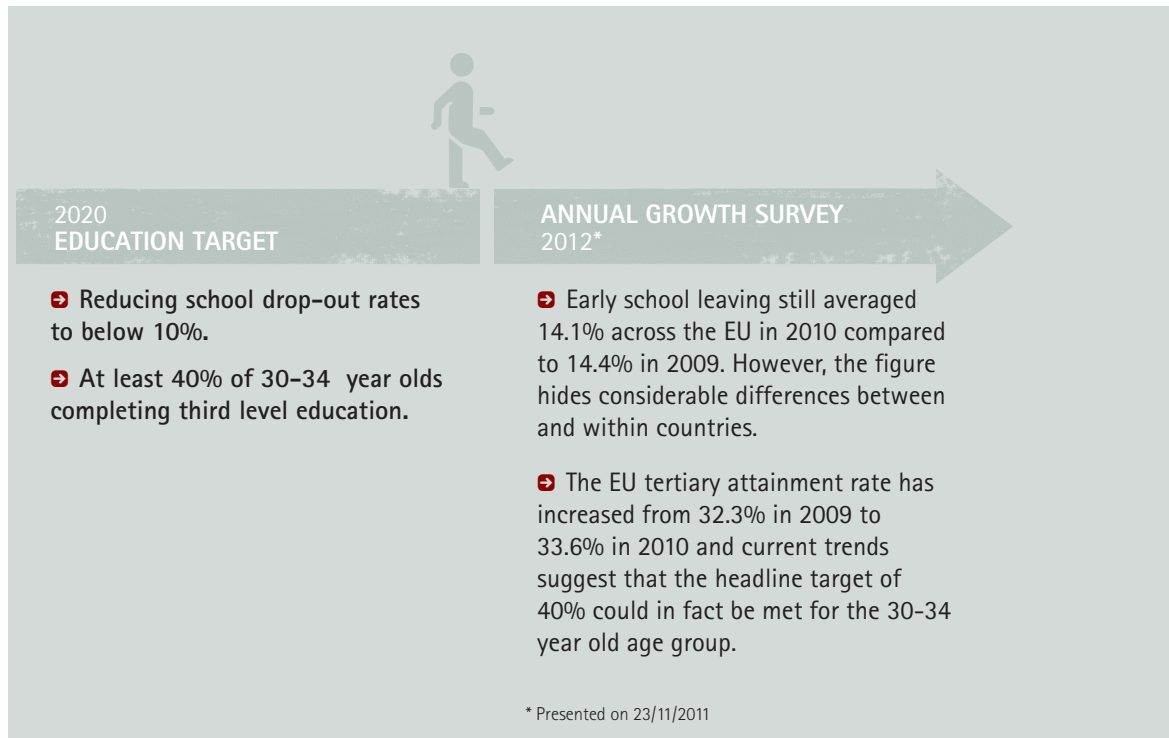 2020
EDUCATION TARGET
Reducing school drop-out rates
to below 10%.
At least 40% of 30-34 year olds
completing third level education.
ANNUAL GROWTH SURVEY
2012*
Early school leaving still averaged
14.1% across the EU in 2010 compared
to 14.4% in 2009. However, the figure
hides considerable differences between
and within countries.
The EU tertiary attainment rate has
increased from 32.3% in 2009 to
33.6% in 2010 and current trends
suggest that the headline target of
40% could in fact be met for the 30-34
year old age group.
* Presented on 23/11/2011